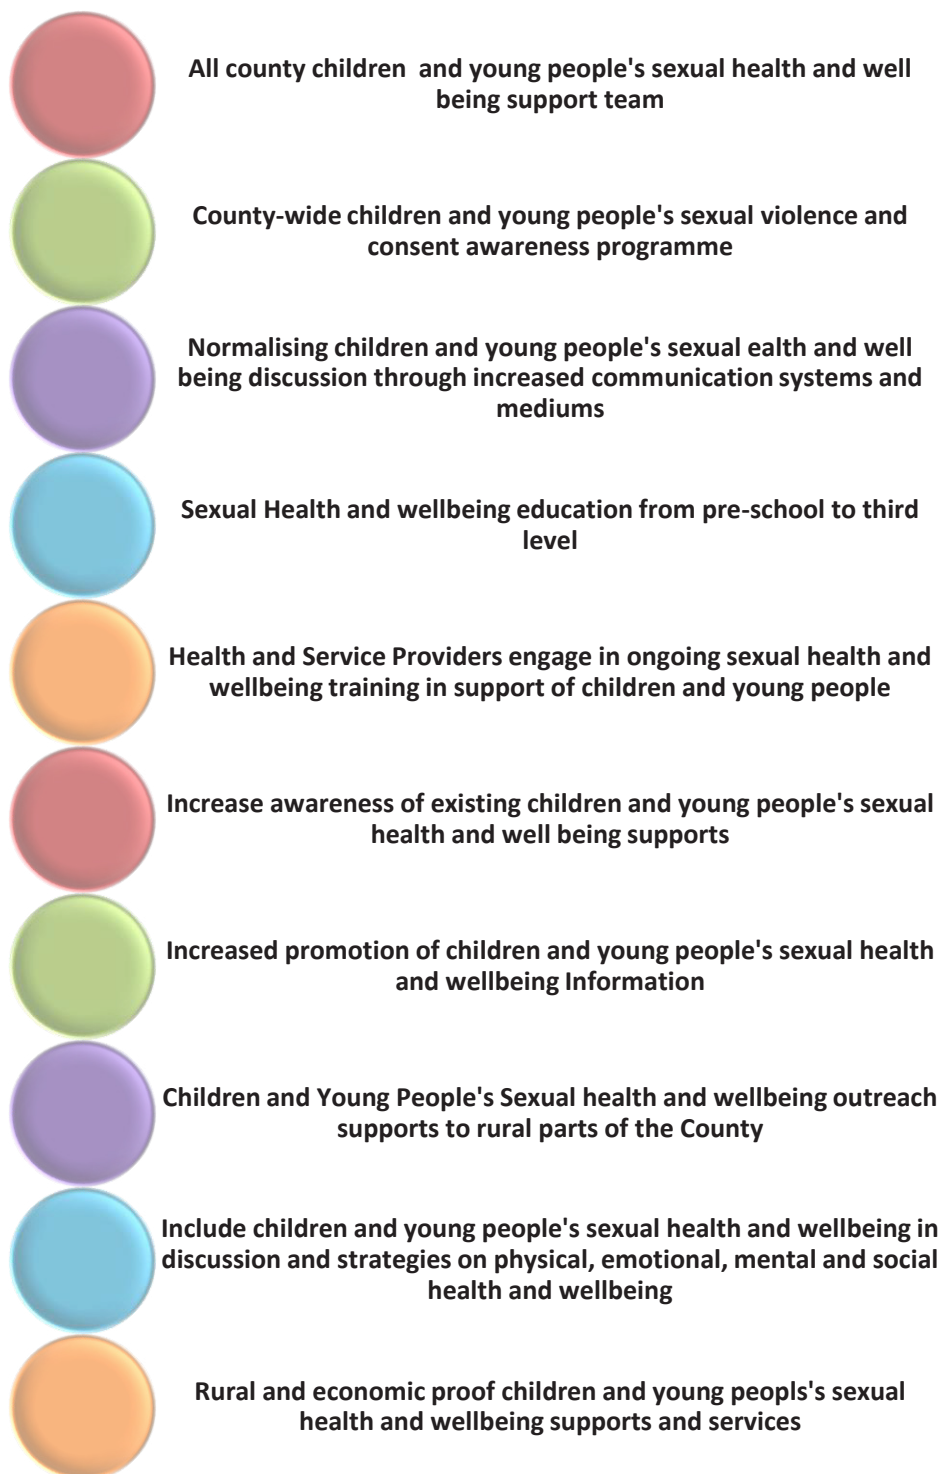 All county children  and young people's sexual health and well
being support team
County-wide children and young people's sexual violence and
consent awareness programme
Normalising children and young people's sexual ealth and well
being discussion through increased communication systems and
mediums
Sexual Health and wellbeing education from pre-school to third
level
Health and Service Providers engage in ongoing sexual health and
wellbeing training in support of children and young people
Increase awareness of existing children and young people's sexual
health and well being supports
Increased promotion of children and young people's sexual health
and wellbeing Information
Children and Young People's Sexual health and wellbeing outreach
supports to rural parts of the County
Include children and young people's sexual health and wellbeing in
discussion and strategies on physical, emotional, mental and social
health and wellbeing
Rural and economic proof children and young peopls's sexual
health and wellbeing supports and services